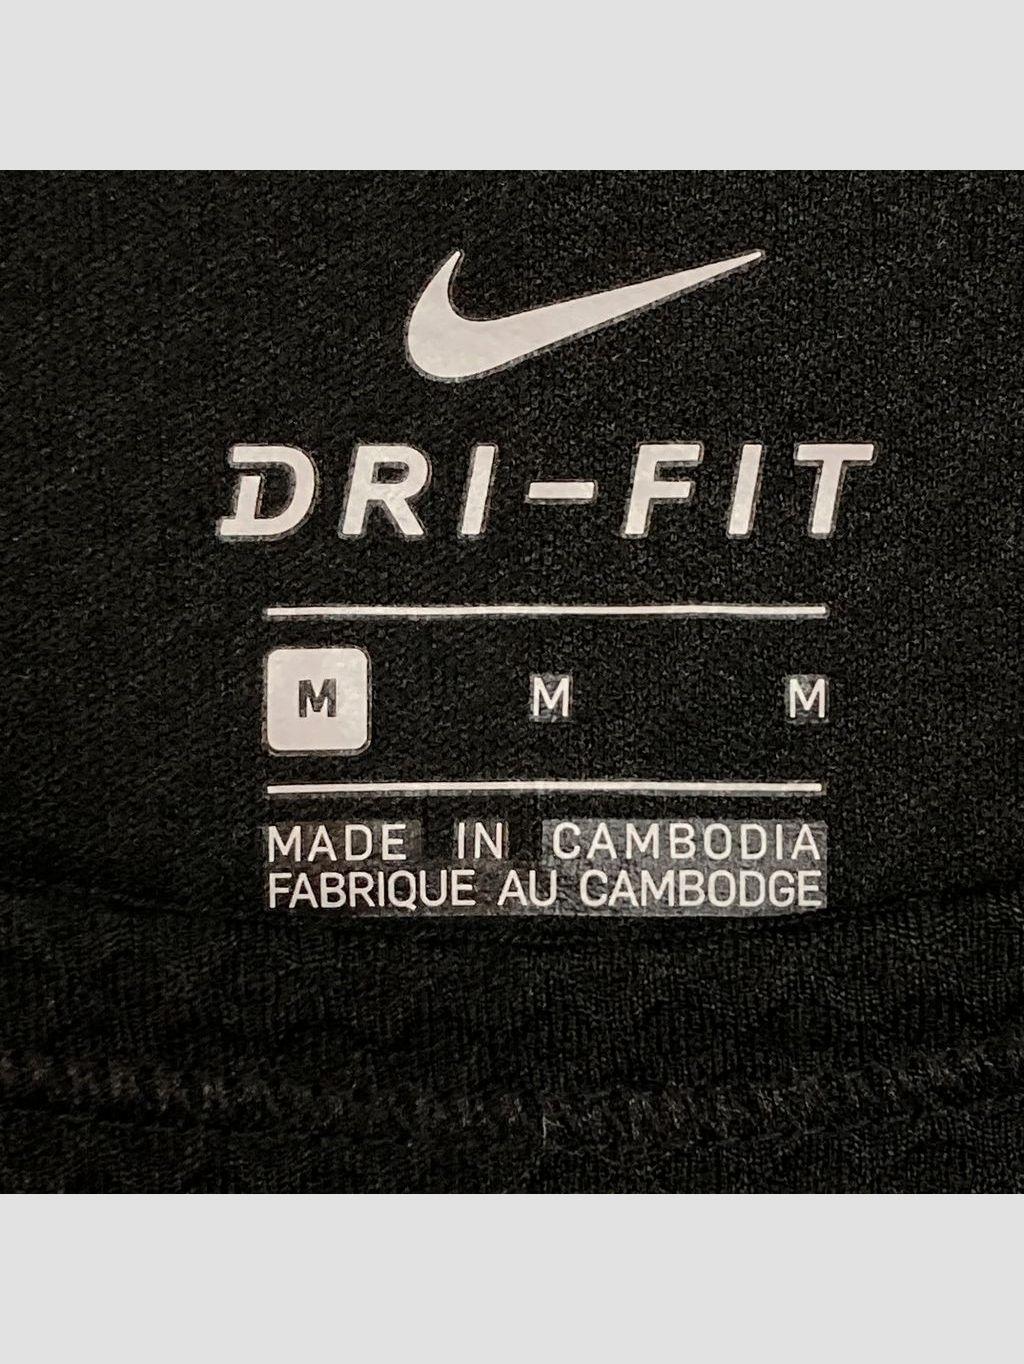 DRI-FIT
M M M
MADE IN CAMBODIA
FABRIQUE AU CAMBODGE